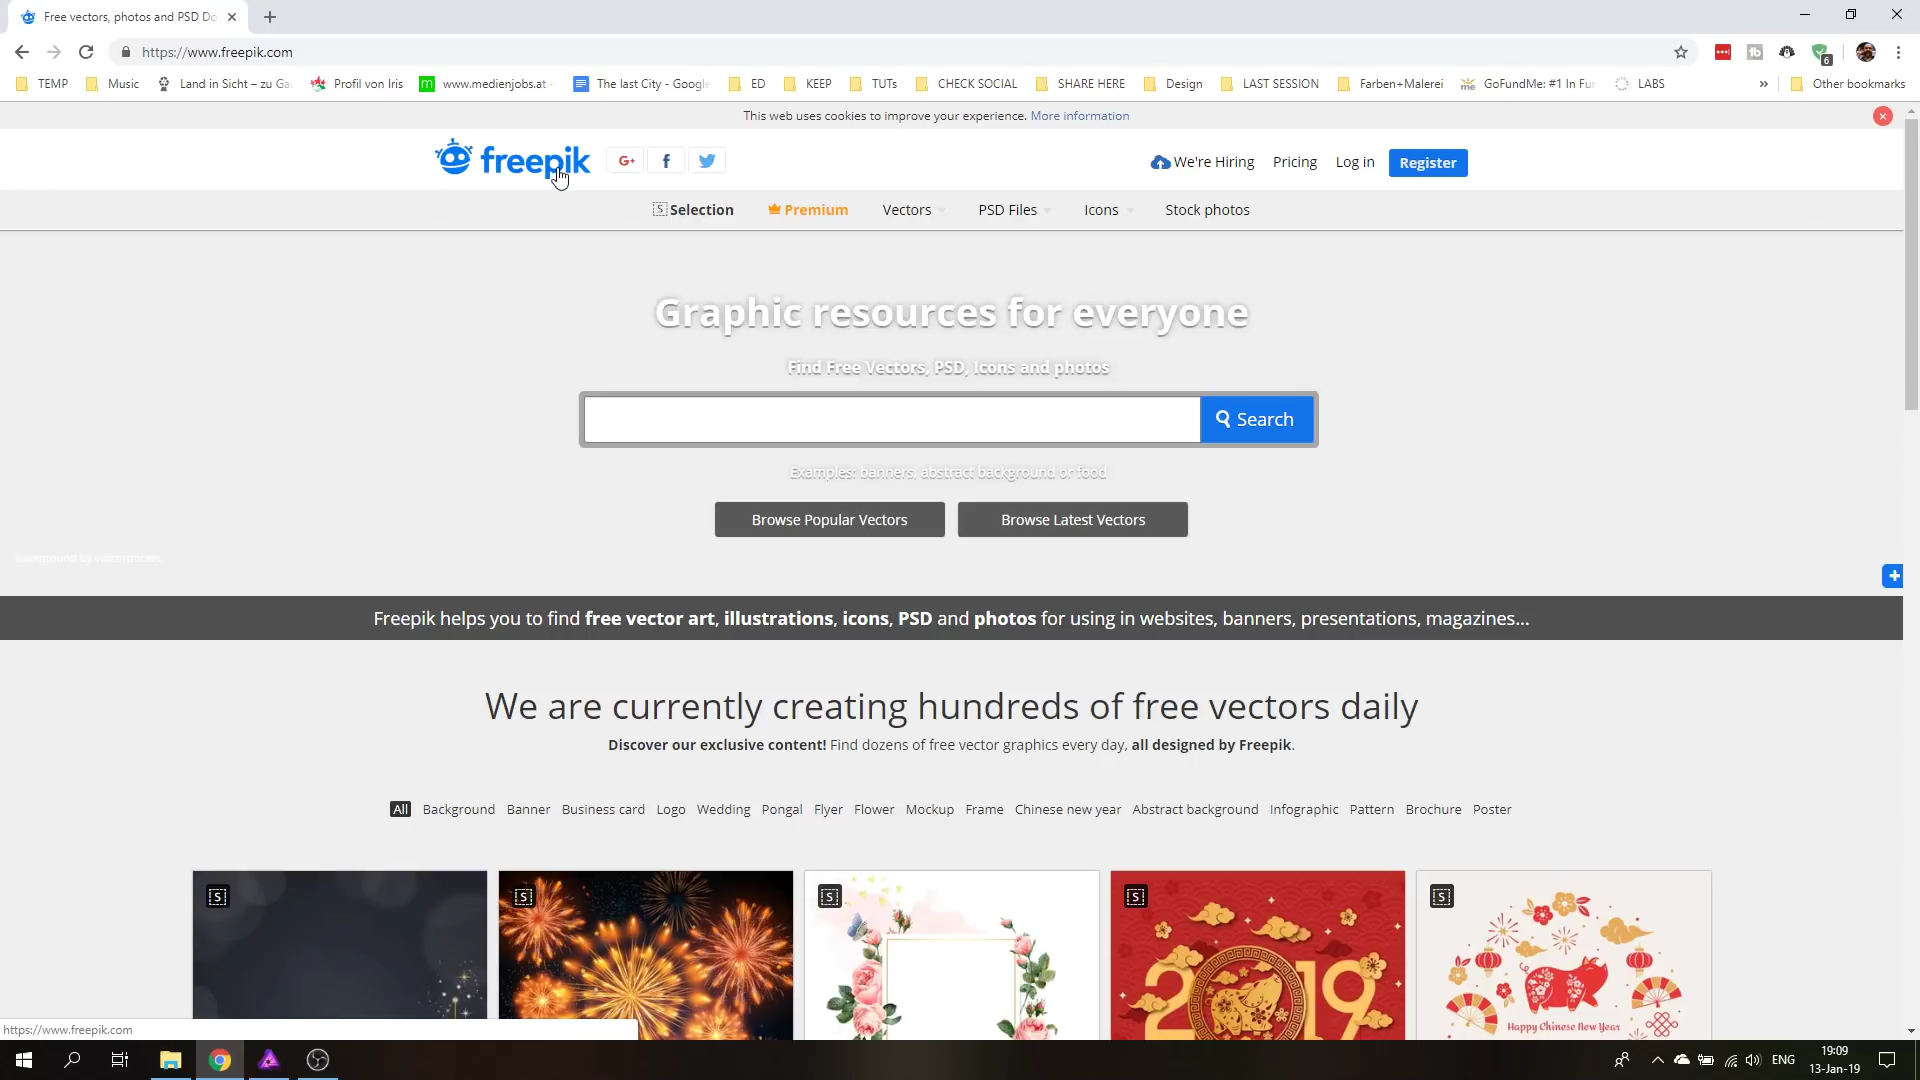 Free vectors, photos and PSD Do
https://www.freepik.com
6
TEMP Music Land in Sicht – zu Ga Profil von Iris m www.medienjobs.at - The last City - Google ED KEEP TUTs CHECK SOCIAL SHARE HERE Design LAST SESSION Farben+Malerei me GoFundMe: #1 In Fun LABS » Other bookmarks
This web uses cookies to improve your experience. More information
freepik G+ f We're Hiring Pricing Log in Register
S Selection Premium Vectors PSD Files Icons Stock photos
Graphic resources for everyone
Find Free Vectors, PSD, Icons and photos
Search
Examples: banners, abstract background or food
Browse Popular Vectors Browse Latest Vectors
Freepik helps you to find free vector art, illustrations, icons, PSD and photos for using in websites, banners, presentations, magazines...
We are currently creating hundreds of free vectors daily
Discover our exclusive content! Find dozens of free vector graphics every day, all designed by Freepik.
All Background Banner Business card Logo Wedding Pongal Flyer Flower Mockup Frame Chinese new year Abstract background Infographic Pattern Brochure Poster
S S S S S
2019
Happy Chinese New Year
https://www.freepik.com
ENG 19:09
13-Jan-19